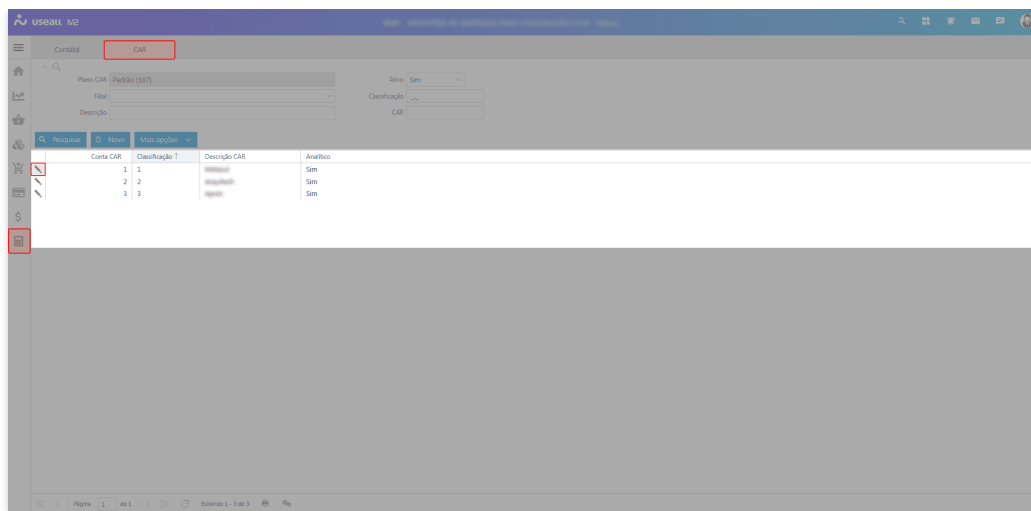 useall M2
Contábil CAR
Plano CAR Padrão (167) Ativo Sim
Filial Classificação
Descrição CAR
Pesquisar Novo Mais opções
Conta CAR Classificação Descrição CAR Analítico
1 1 Sim
2 2 Sim
3 3 Sim
Página 1 de 1 Exibindo 1 - 3 de 3